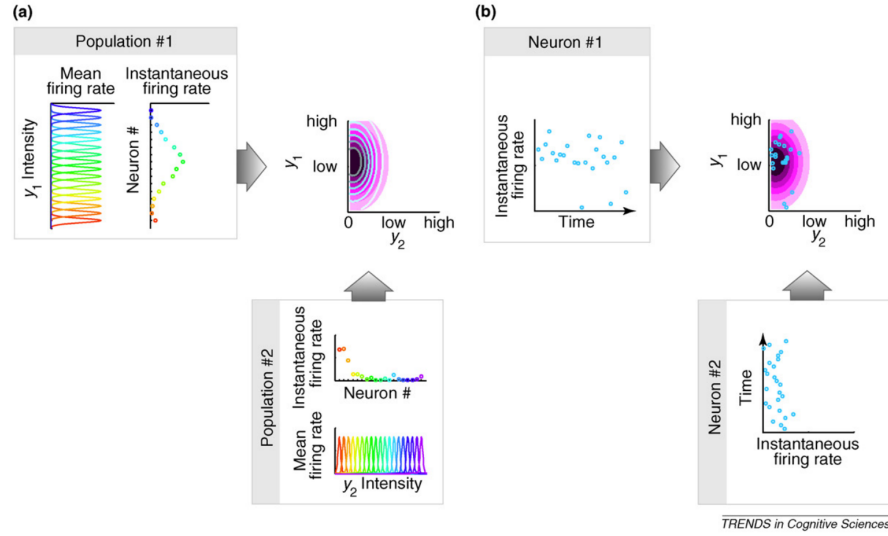 (a)
Population #1
Mean
firing rate
Instantaneous
firing rate
y1 Intensity
Neuron #
high
low
y1
0
low
high
y2
Population #2
Instantaneous
firing rate
Neuron #
Mean
firing rate
y2 Intensity
(b)
Neuron #1
Instantaneous
firing rate
Time
high
low
y1
0
low
high
y2
Neuron #2
Time
Instantaneous
firing rate
TRENDS in Cognitive Sciences